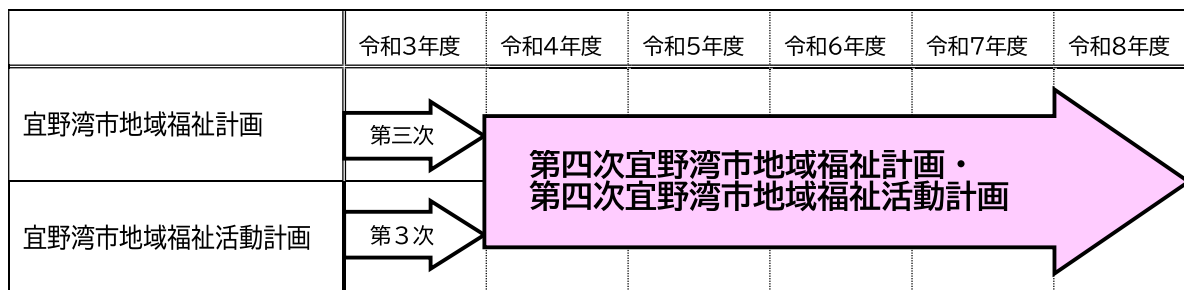 令和3年度 令和4年度 令和5年度 令和6年度 令和7年度 令和8年度
宜野湾市地域福祉計画
第三次
第四次宜野湾市地域福祉計画・
第四次宜野湾市地域福祉活動計画
宜野湾市地域福祉活動計画
第３次